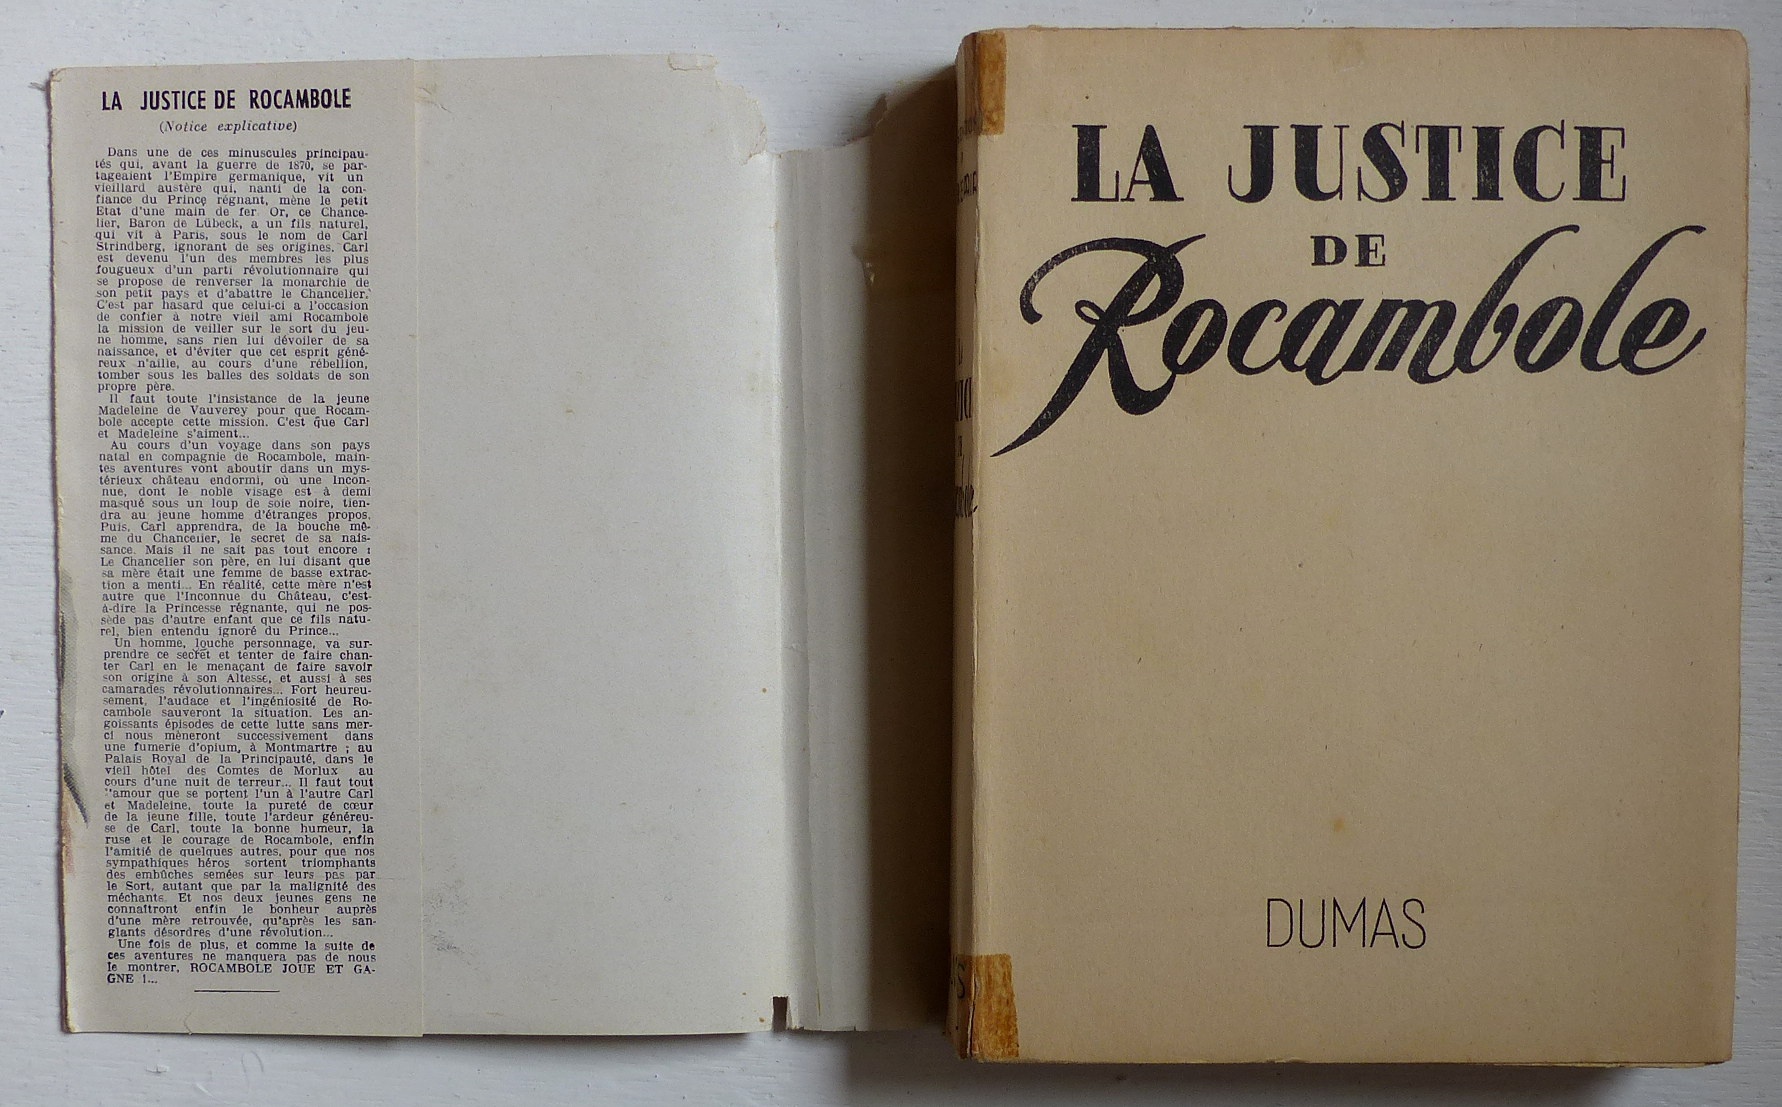 LA JUSTICE DE ROCAMBOLE
(Notice explicative)
Dans une de ces minuscules principau-
tés qui, avant la guerre de 1870, se par-
tageaient l'Empire germanique, vit un
vieillard austère qui, nanti de la con-
fiance du Prince régnant, mène le petit
Etat d'une main de fer. Or, ce Chance-
lier, Baron de Lübeck, a un fils naturel,
qui vit à Paris, sous le nom de Carl
Strindberg, ignorant de ses origines. Carl
est devenu l'un des membres les plus
fougueux d'un parti révolutionnaire qui
se propose de renverser la monarchie de
son petit pays et d'abattre le Chancelier.
C'est par hasard que celui-ci a l'occasion
de confier à notre vieil ami Rocambole
la mission de veiller sur le sort du jeu-
ne homme, sans rien lui dévoiler de sa
naissance, et d'éviter que cet esprit géné-
reux n'aille, au cours d'une rébellion,
tomber sous les balles des soldats de son
propre père.
Il faut toute l'insistance de la jeune
Madeleine de Vauverey pour que Rocam-
bole accepte cette mission. C'est que Carl
et Madeleine s'aiment...
Au cours d'un voyage dans son pays
natal en compagnie de Rocambole, main-
tes aventures vont aboutir dans un mys-
térieux château endormi, où une Incon-
nue, dont le noble visage est à demi
masqué sous un loup de soie noire, tien-
dra au jeune homme d'étranges propos.
Puis, Carl apprendra, de la bouche mê-
me du Chancelier, le secret de sa nais-
sance. Mais il ne sait pas tout encore :
Le Chancelier son père, en lui disant que
sa mère était une femme de basse extrac-
tion a menti... En réalité, cette mère n'est
autre que l'Inconnue du Château, c'est-
à-dire la Princesse régnante, qui ne pos-
sède pas d'autre enfant que ce fils natu-
rel, bien entendu ignoré du Prince...
Un homme, louche personnage, va sur-
prendre ce secret et tenter de faire chan-
ter Carl en le menaçant de faire savoir
son origine à son Altesse, et aussi à ses
camarades révolutionnaires... Fort heureu-
sement, l'audace et l'ingéniosité de Ro-
cambole sauveront la situation. Les an-
goissants épisodes de cette lutte sans mer-
ci nous mèneront successivement dans
une fumerie d'opium, à Montmartre ; au
Palais Royal de la Principauté, dans le
vieil hôtel des Comtes de Morlux au
cours d'une nuit de terreur... Il faut tout
l'amour que se portent l'un à l'autre Carl
et Madeleine, toute la pureté de cœur
de la jeune fille, toute l'ardeur généreu-
se de Carl, toute la bonne humeur, la
ruse et le courage de Rocambole, enfin
l'amitié de quelques autres, pour que nos
sympathiques héros sortent triomphants
des embûches semées sur leurs pas par
le Sort, autant que par la malignité des
méchants. Et nos deux jeunes gens ne
connaîtront enfin le bonheur auprès
d'une mère retrouvée, qu'après les san-
glants désordres d'une révolution...
Une fois de plus, et comme la suite de
ces aventures ne manquera pas de nous
le montrer, ROCAMBOLE JOUE ET GA-
GNE !...
LA JUSTICE
DE
Rocambole
DUMAS